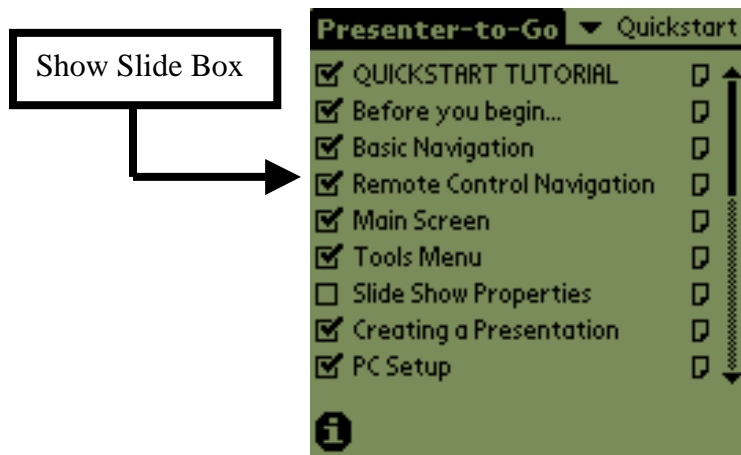 Presenter-to-Go Quickstart
Show Slide Box
QUICKSTART TUTORIAL
Before you begin...
Basic Navigation
Remote Control Navigation
Main Screen
Tools Menu
Slide Show Properties
Creating a Presentation
PC Setup
i